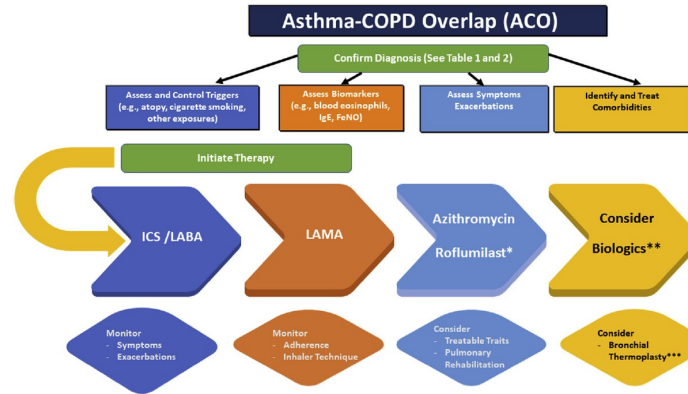 Asthma-COPD Overlap (ACO)
Confirm Diagnosis (See Table 1 and 2)
Assess and Control Triggers
(e.g., atopy, cigarette smoking,
other exposures)
Assess Biomarkers
(e.g., blood eosinophils,
IgE, FeNO)
Assess Symptoms
Exacerbations
Identify and Treat
Comorbidities
Initiate Therapy
ICS /LABA
LAMA
Azithromycin
Roflumilast*
Consider
Biologics**
Monitor
- Symptoms
- Exacerbations
Monitor
- Adherence
- Inhaler Technique
Consider
- Treatable Traits
- Pulmonary
Rehabilitation
Consider
- Bronchial
Thermoplasty***